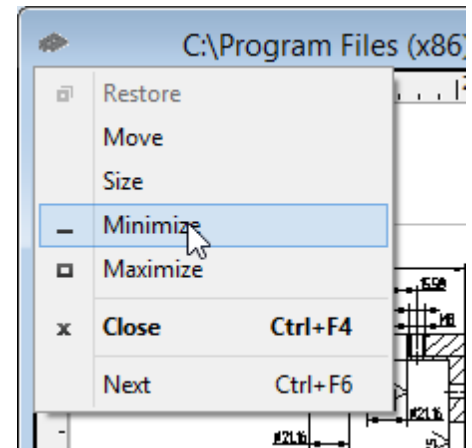 C:\Program Files (x86)
Restore
Move
Size
Minimize
Maximize
Close Ctrl+F4
Next Ctrl+F6